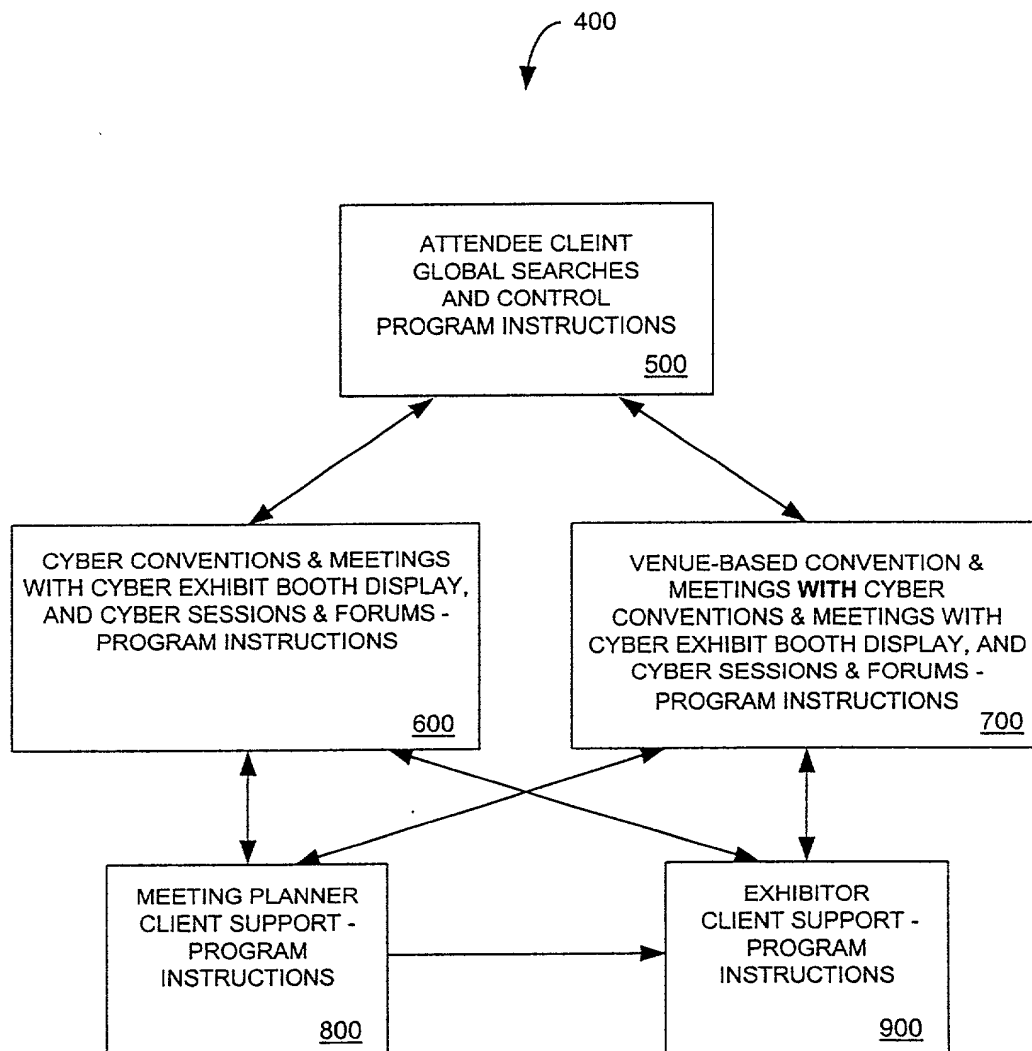 400
ATTENDEE CLEINT
GLOBAL SEARCHES
AND CONTROL
PROGRAM INSTRUCTIONS
500
CYBER CONVENTIONS & MEETINGS
WITH CYBER EXHIBIT BOOTH DISPLAY,
AND CYBER SESSIONS & FORUMS -
PROGRAM INSTRUCTIONS
600
VENUE-BASED CONVENTION &
MEETINGS WITH CYBER
CONVENTIONS & MEETINGS WITH
CYBER EXHIBIT BOOTH DISPLAY, AND
CYBER SESSIONS & FORUMS -
PROGRAM INSTRUCTIONS
700
MEETING PLANNER
CLIENT SUPPORT -
PROGRAM
INSTRUCTIONS
800
EXHIBITOR
CLIENT SUPPORT -
PROGRAM
INSTRUCTIONS
900